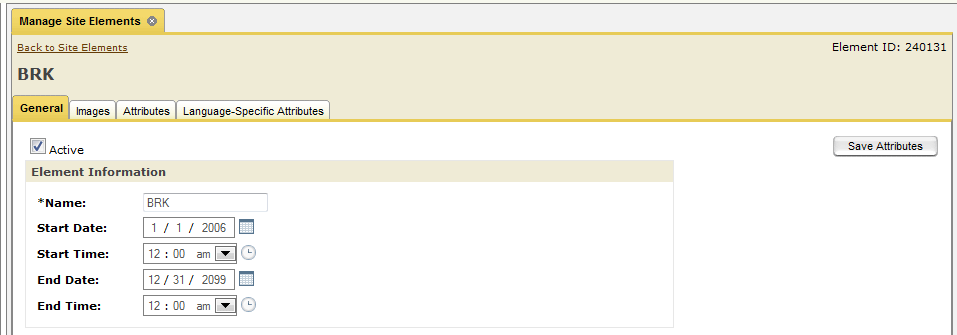 Manage Site Elements
Back to Site Elements Element ID: 240131
BRK
General Images Attributes Language-Specific Attributes
Active Save Attributes
Element Information
*Name: BRK
Start Date: 1 / 1 / 2006
Start Time: 12 : 00 am
End Date: 12 / 31 / 2099
End Time: 12 : 00 am